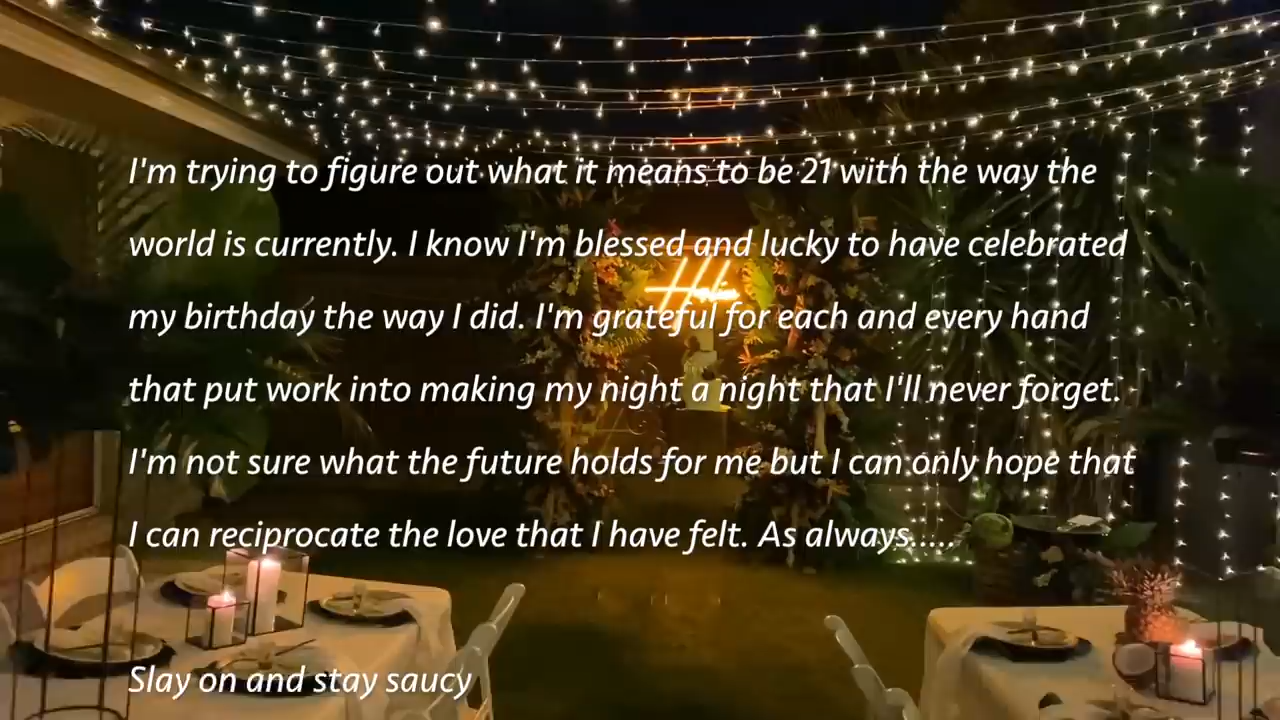 I'm trying to figure out what it means to be 21 with the way the
world is currently. I know I'm blessed and lucky to have celebrated
my birthday the way I did. I'm grateful for each and every hand
that put work into making my night a night that I'll never forget.
I'm not sure what the future holds for me but I can only hope that
I can reciprocate the love that I have felt. As always.....
Slay on and stay saucy